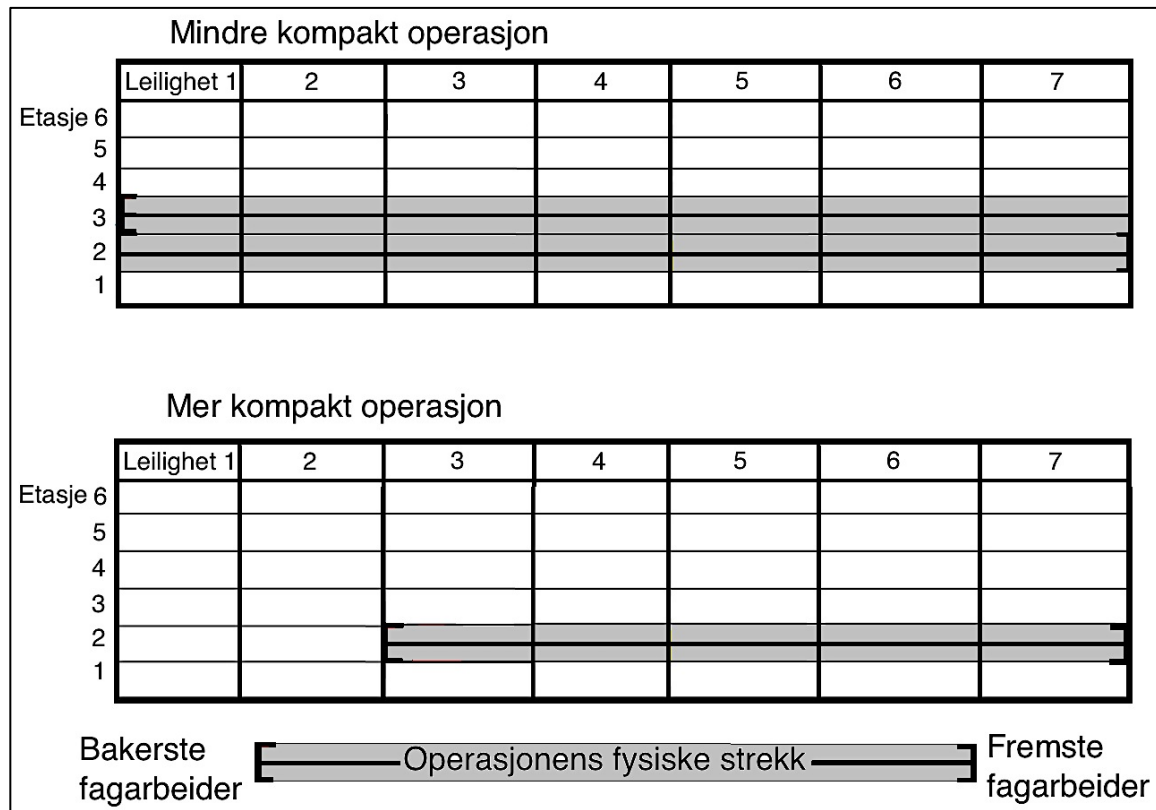 Mindre kompakt operasjon
Leilighet 1 2 3 4 5 6 7
Etasje 6
5
4
3
2
1
Mer kompakt operasjon
Leilighet 1 2 3 4 5 6 7
Etasje 6
5
4
3
2
1
Bakerste
fagarbeider
Operasjonens fysiske strekk
Fremste
fagarbeider